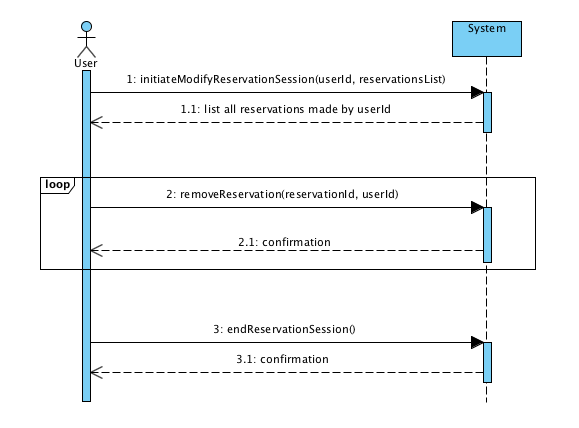 System
User
1: initiateModifyReservationSession(userId, reservationsList)
1.1: list all reservations made by userId
loop
2: removeReservation(reservationId, userId)
2.1: confirmation
3: endReservationSession()
3.1: confirmation